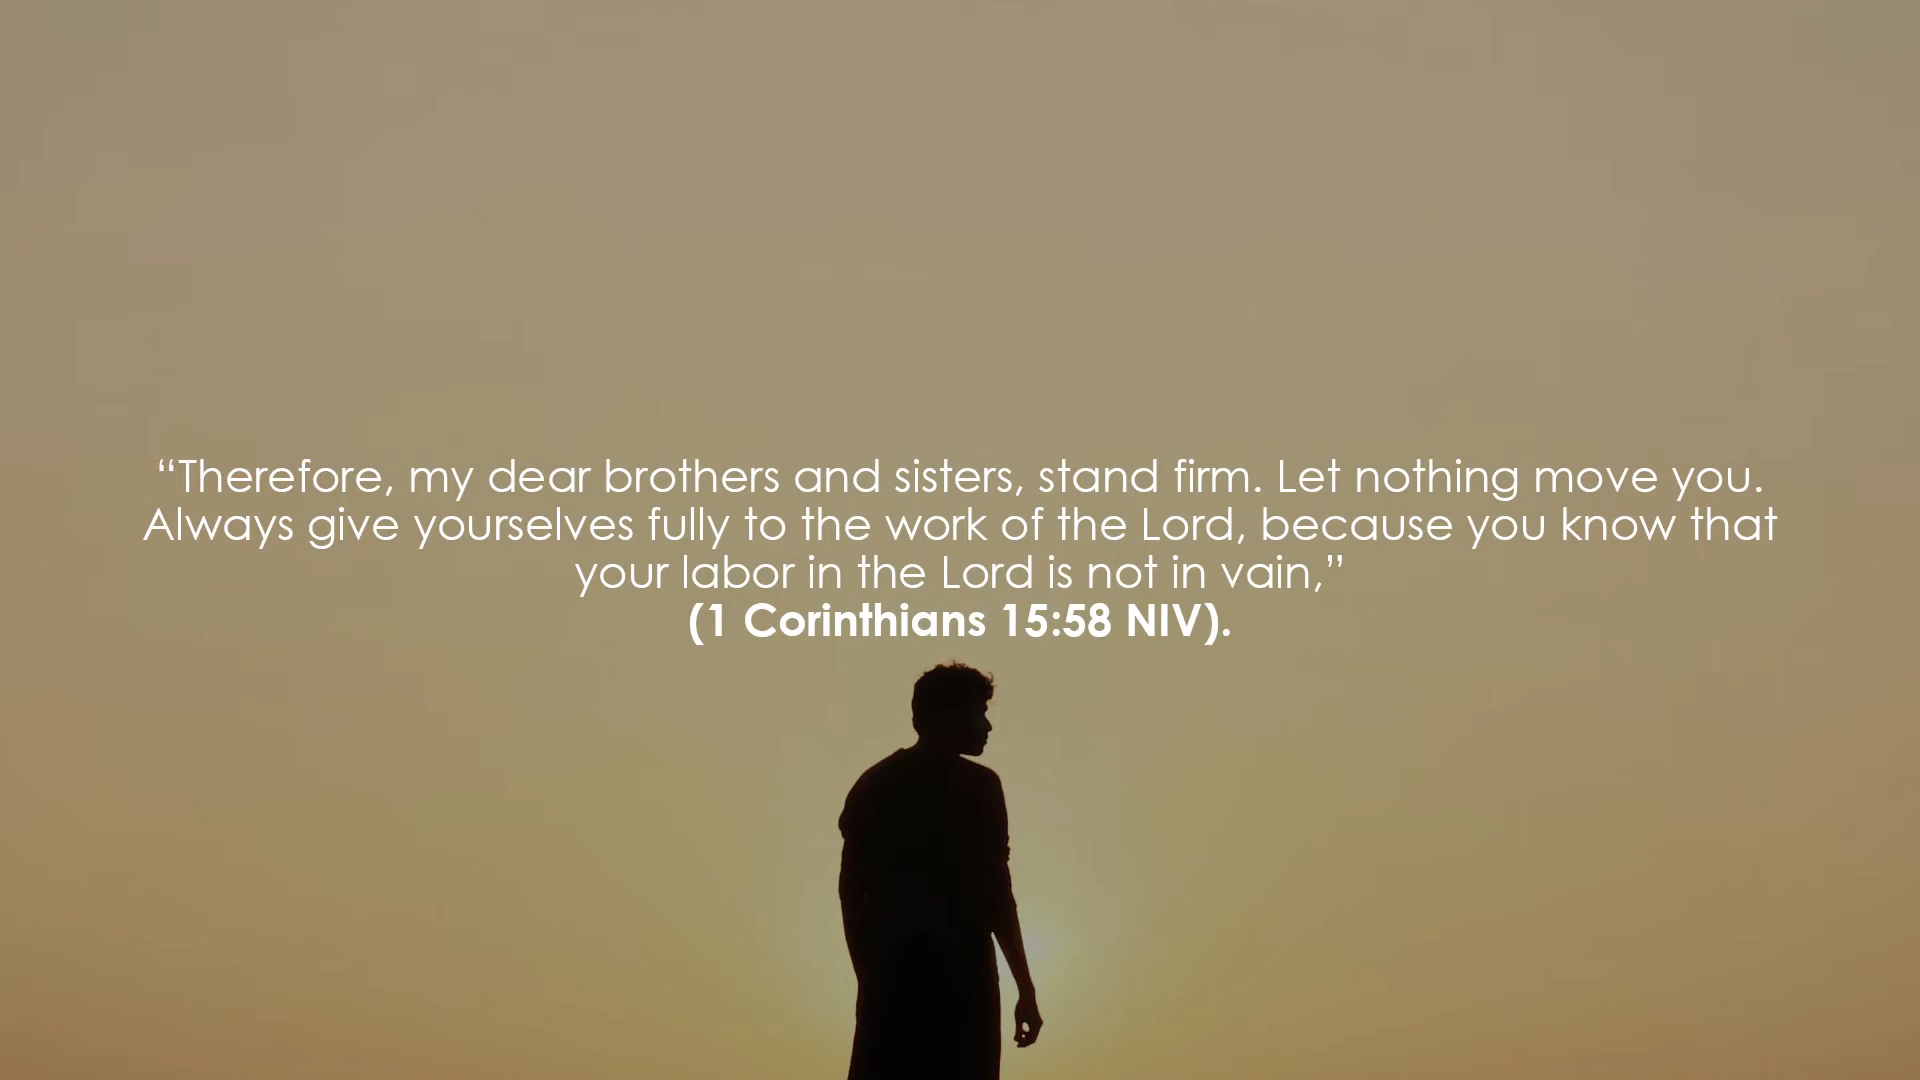 “Therefore, my dear brothers and sisters, stand firm. Let nothing move you.
Always give yourselves fully to the work of the Lord, because you know that
your labor in the Lord is not in vain,”
(1 Corinthians 15:58 NIV).